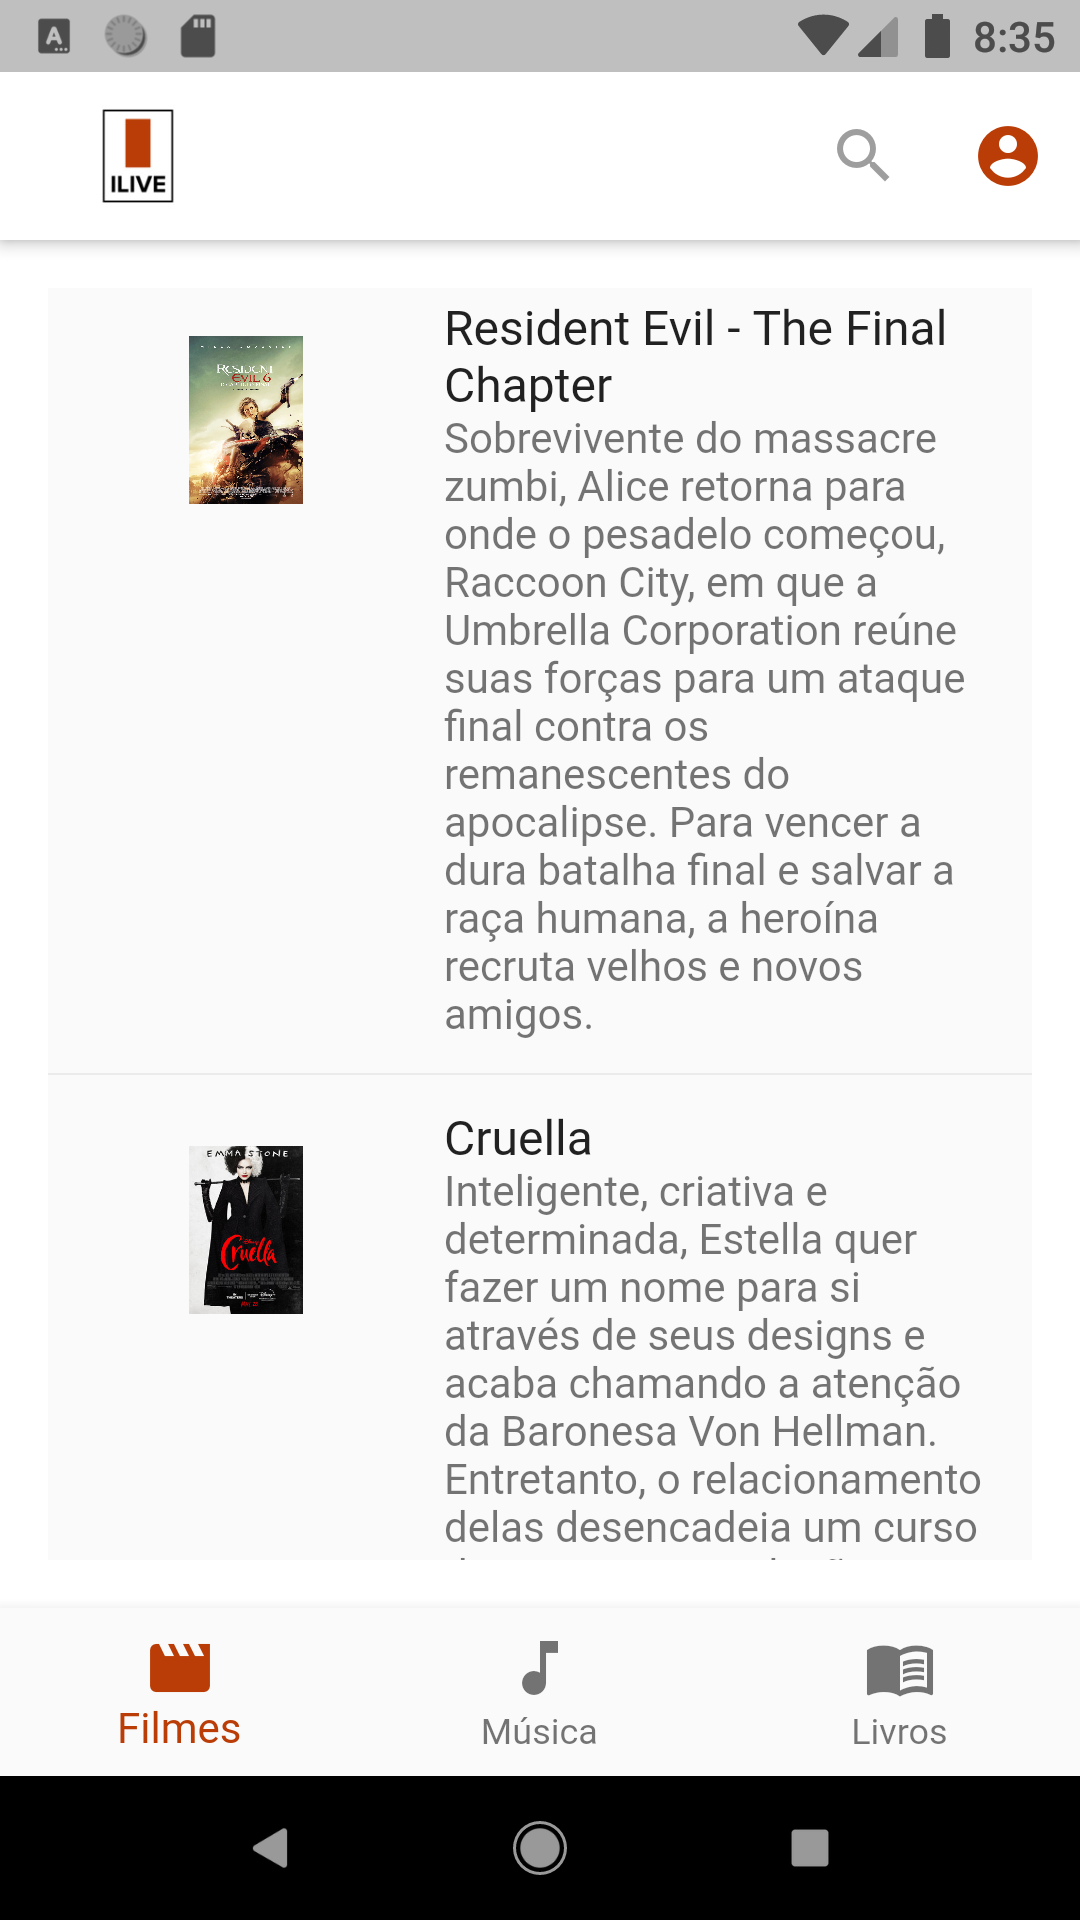 8:35
ILIVE
Resident Evil - The Final
Chapter
Sobrevivente do massacre
zumbi, Alice retorna para
onde o pesadelo começou,
Raccoon City, em que a
Umbrella Corporation reúne
suas forças para um ataque
final contra os
remanescentes do
apocalipse. Para vencer a
dura batalha final e salvar a
raça humana, a heroína
recruta velhos e novos
amigos.
RESIDENT
EVIL 6
EMMA STONE
Disney
Cruella
Cruella
Inteligente, criativa e
determinada, Estella quer
fazer um nome para si
através de seus designs e
acaba chamando a atenção
da Baronesa Von Hellman.
Entretanto, o relacionamento
delas desencadeia um curso
Filmes
Música
Livros